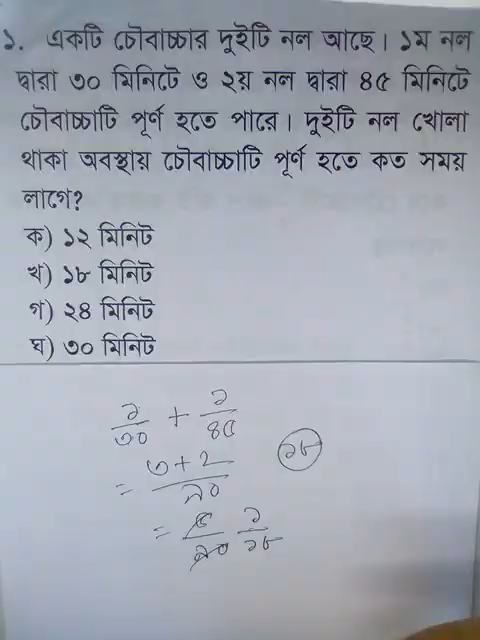 ১. একটি চৌবাচ্চার দুইটি নল আছে। ১ম নল
দ্বারা ৩০ মিনিটে ও ২য় নল দ্বারা ৪৫ মিনিটে
চৌবাচ্চাটি পূর্ণ হতে পারে। দুইটি নল খোলা
থাকা অবস্থায় চৌবাচ্চাটি পূর্ণ হতে কত সময়
লাগে?
ক) ১২ মিনিট
খ) ১৮ মিনিট
গ) ২৪ মিনিট
ঘ) ৩০ মিনিট
১/৩০ + ১/৪৫
= ৩+২/৯০ ১৮
= ৫/৯০ ১/১৮